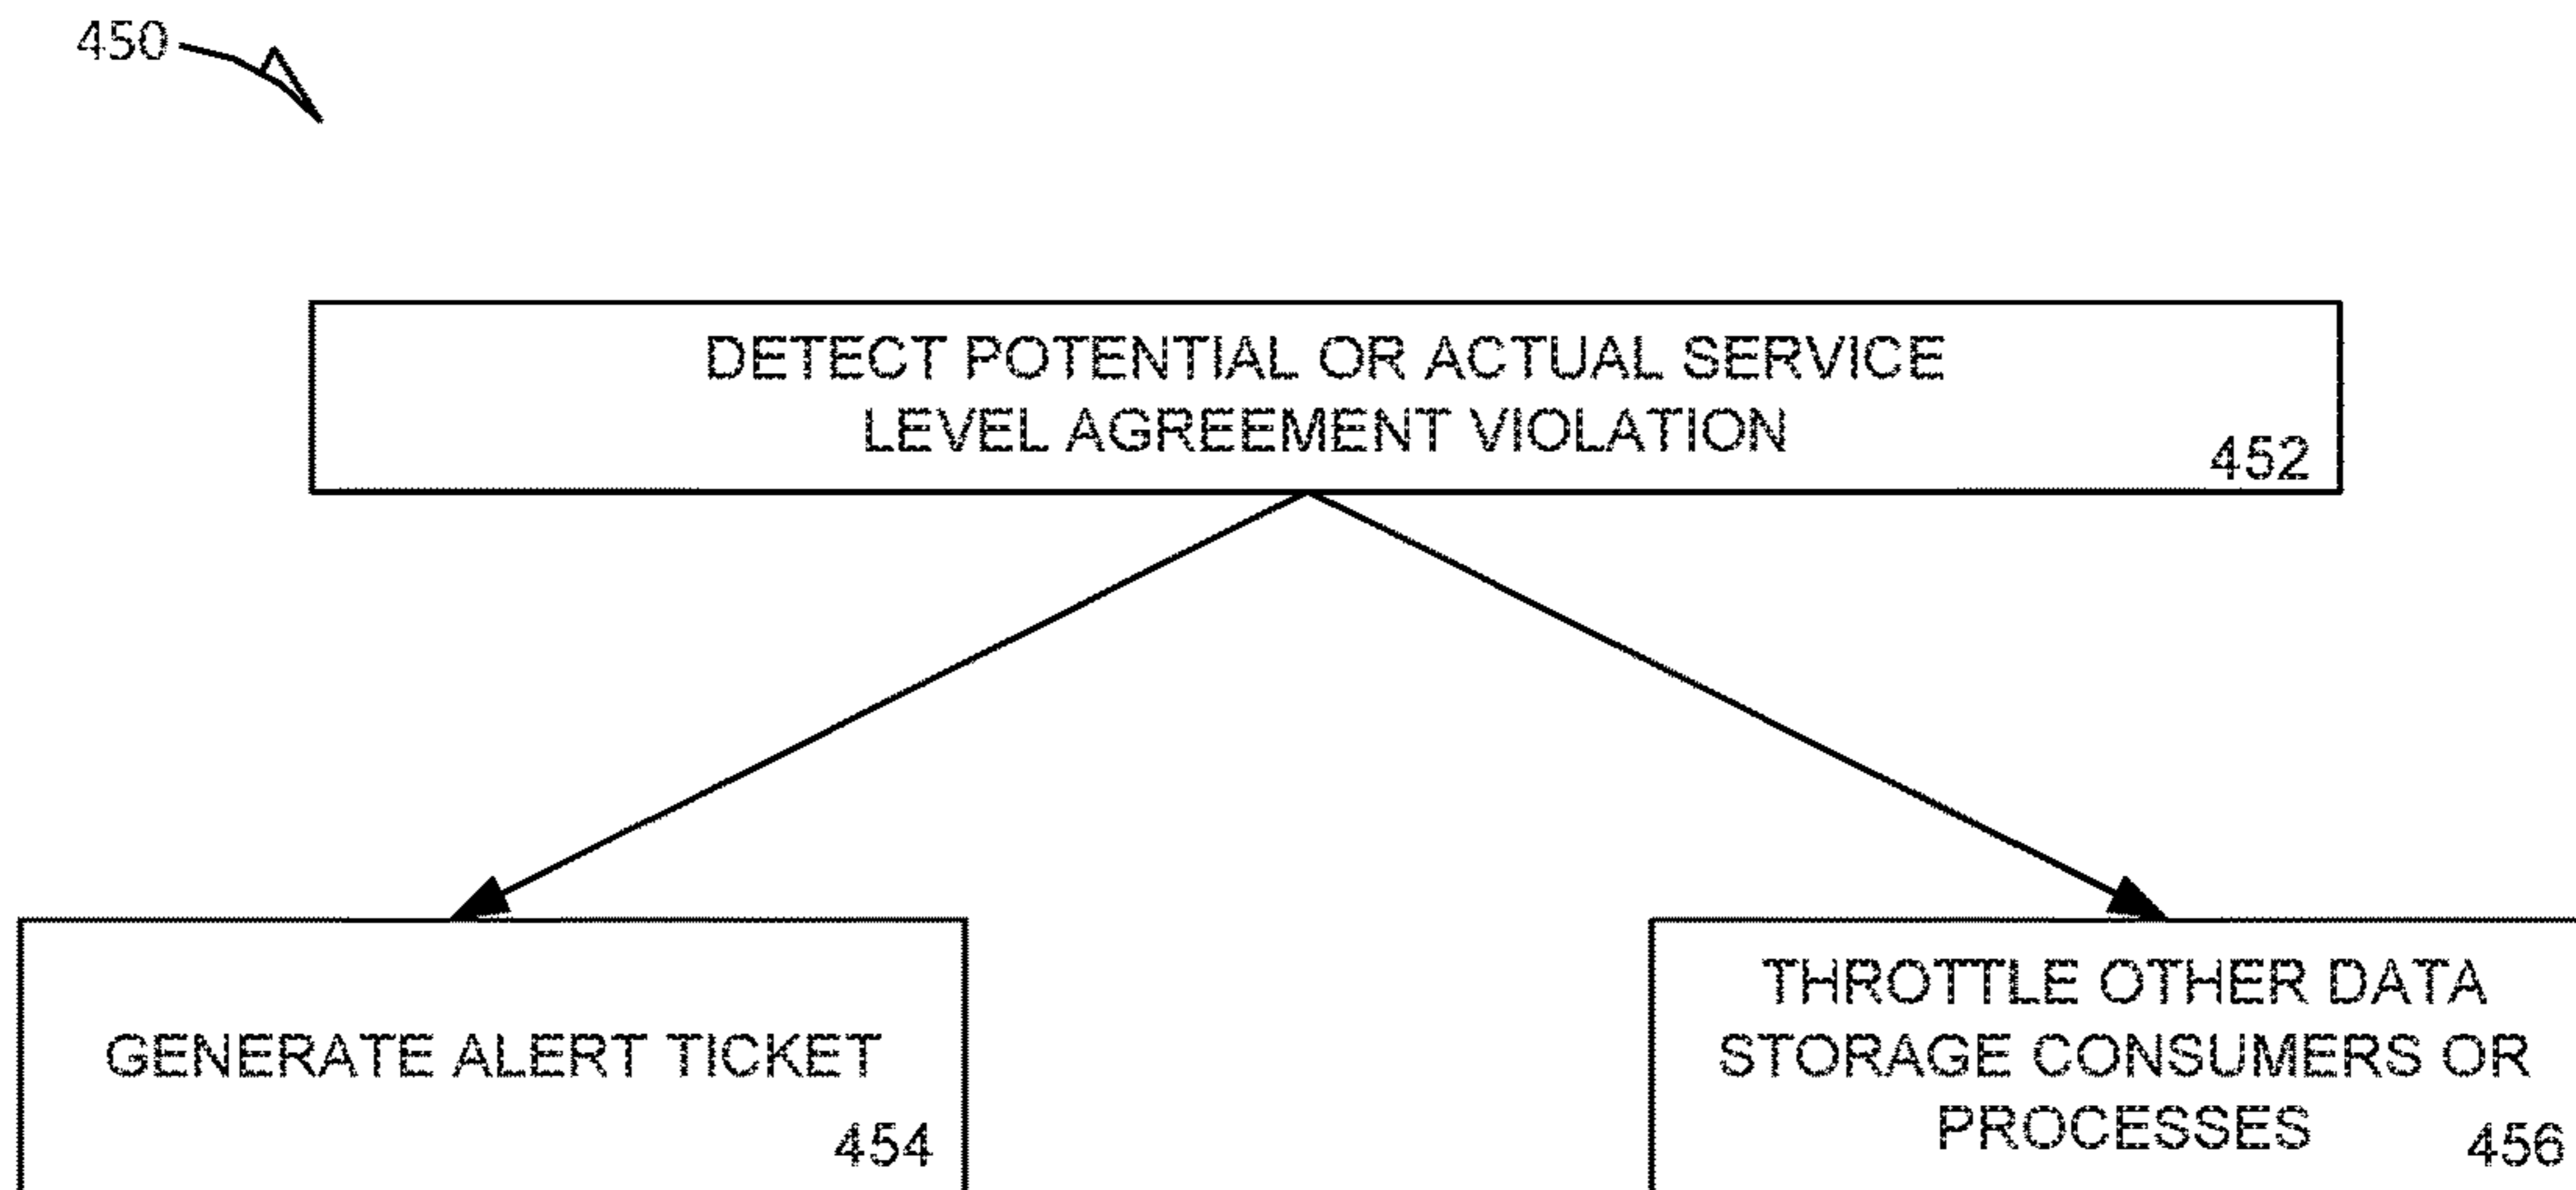 450
DETECT POTENTIAL OR ACTUAL SERVICE
LEVEL AGREEMENT VIOLATION
452
GENERATE ALERT TICKET
454
THROTTLE OTHER DATA
STORAGE CONSUMERS OR
PROCESSES
456